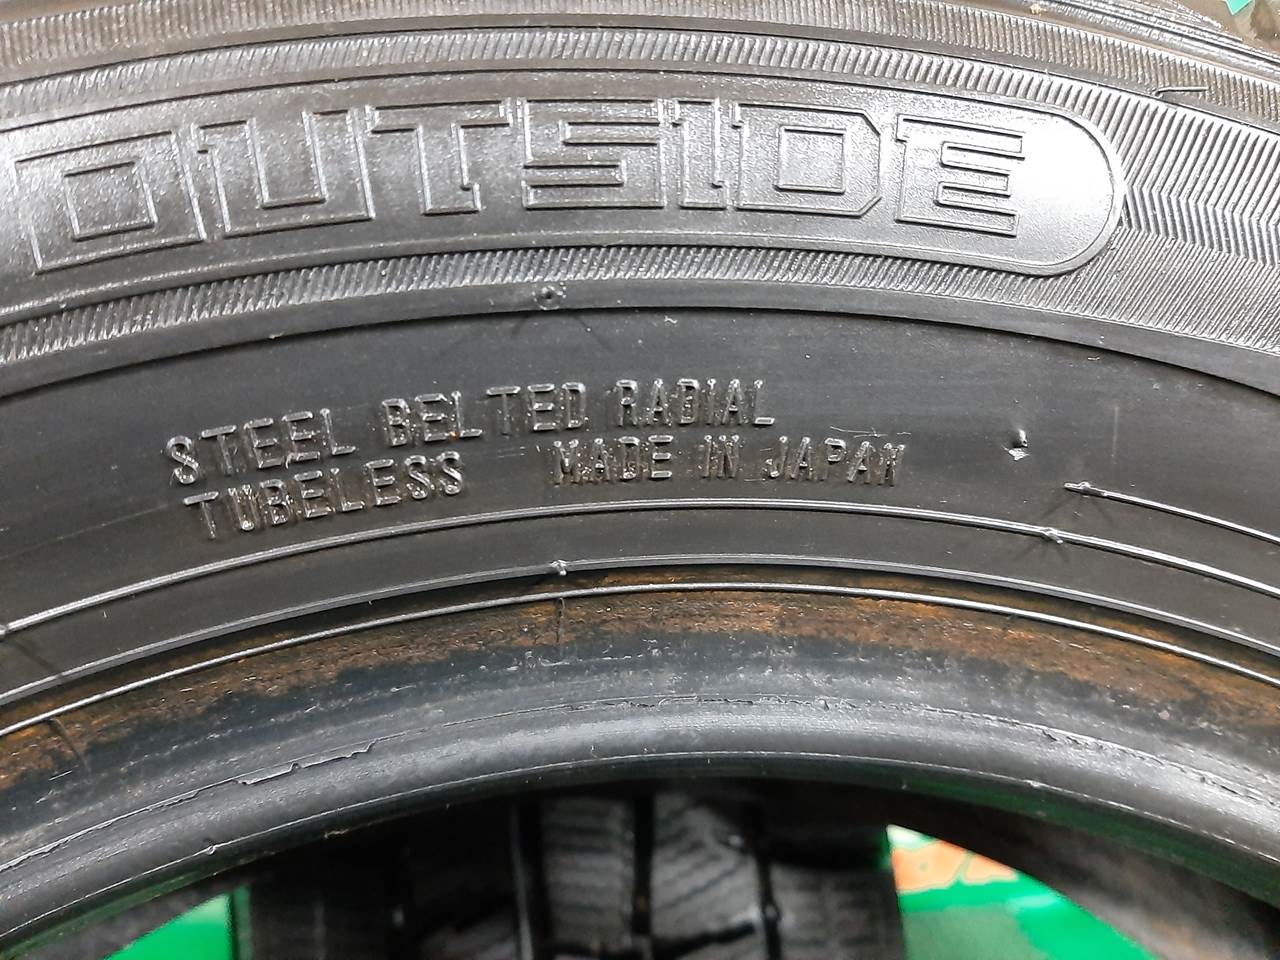 OUTSIDE
STEEL BELTED RADIAL
TUBELESS MADE IN JAPAN